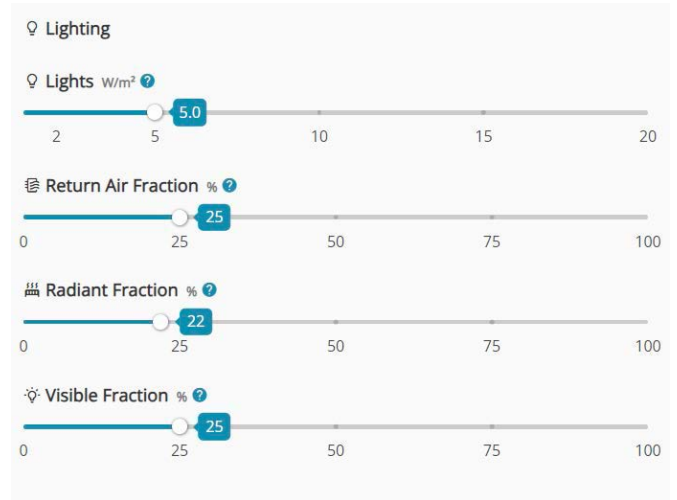 Lighting
Lights W/m² ?
5.0
2 5 10 15 20
Return Air Fraction % ?
25
0 25 50 75 100
Radiant Fraction % ?
22
0 25 50 75 100
Visible Fraction % ?
25
0 25 50 75 100